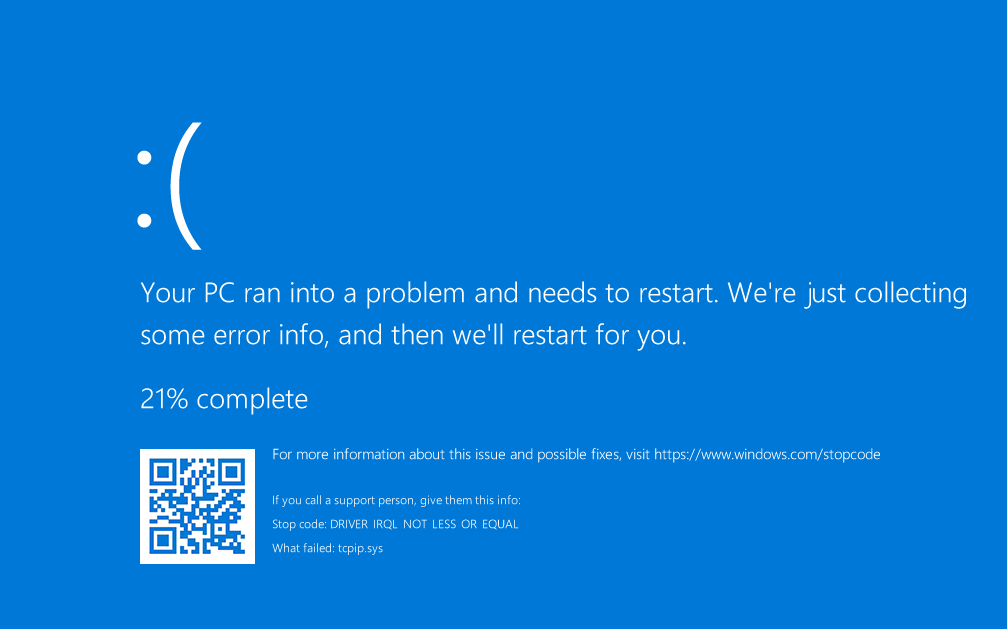 :(
Your PC ran into a problem and needs to restart. We're just collecting
some error info, and then we'll restart for you.
21% complete
For more information about this issue and possible fixes, visit https://www.windows.com/stopcode
If you call a support person, give them this info:
Stop code: DRIVER IRQL NOT LESS OR EQUAL
What failed: tcpip.sys